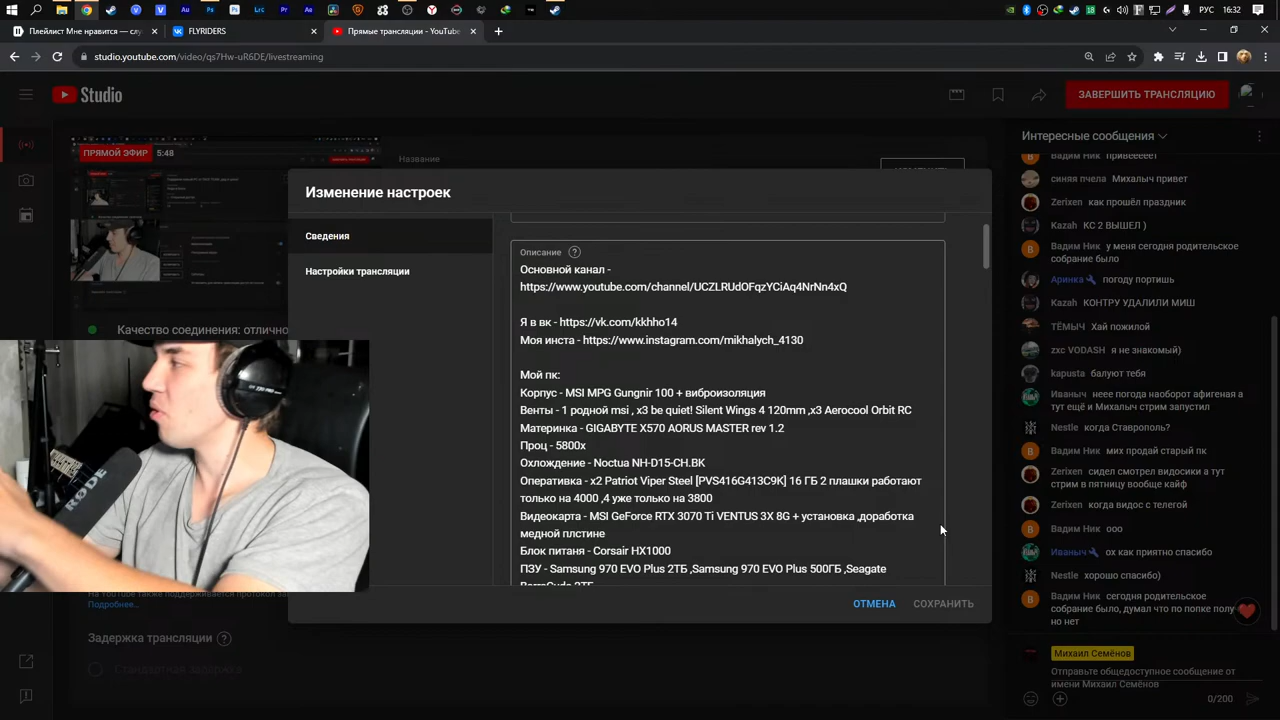 РУС
16:32
Плейлист Мне нравится — слу
FLYRIDERS
Прямые трансляции - YouTube
studio.youtube.com/video/qs7Hw-uR6DE/livestreaming
Studio
ЗАВЕРШИТЬ ТРАНСЛЯЦИЮ
ПРЯМОЙ ЭФИР
5:48
Название
Качество соединения: отлично
Изменение настроек
Сведения
Настройки трансляции
Описание
Основной канал -
https://www.youtube.com/channel/UCZLRUdOFqzYCiAq4NrNn4xQ
Я в вк - https://vk.com/kkhho14
Моя инста - https://www.instagram.com/mikhalych_4130
Мой пк:
Корпус - MSI MPG Gungnir 100 + виброизоляция
Венты - 1 родной msi , x3 be quiet! Silent Wings 4 120mm ,x3 Aerocool Orbit RC
Материнка - GIGABYTE X570 AORUS MASTER rev 1.2
Проц - 5800x
Охлождение - Noctua NH-D15-CH.BK
Оперативка - x2 Patriot Viper Steel [PVS416G413C9K] 16 ГБ 2 плашки работают
только на 4000 ,4 уже только на 3800
Видеокарта - MSI GeForce RTX 3070 Ti VENTUS 3X 8G + установка ,доработка
медной плстине
Блок питаня - Corsair HX1000
ПЗУ - Samsung 970 EVO Plus 2ТБ ,Samsung 970 EVO Plus 500ГБ ,Seagate
BarraCuda 2ТБ
ОТМЕНА
СОХРАНИТЬ
RØDE
На YouTube также поддерживается протокол
Подробнее...
Задержка трансляции
Стандартная задержка
Интересные сообщения
Вадим Ник привееееет
синяя пчела Михалыч привет
Zerixen как прошёл праздник
Kazah КС 2 ВЫШЕЛ )
Вадим Ник у меня сегодня родительское
собрание было
Аринка погоду портишь
Kazah КОНТРУ УДАЛИЛИ МИШ
ТЁМЫЧ Хай пожилой
zxc VODASH я не знакомый)
kapusta балуют тебя
Иваныч неее погода наоборот афигеная а
тут ещё и Михалыч стрим запустил
Nestle когда Ставрополь?
Вадим Ник мих продай старый пк
Zerixen сидел смотрел видосики а тут
стрим в пятницу вообще кайф
Zerixen когда видос с телегой
Вадим Ник ооо
Иваныч ох как приятно спасибо
Nestle хорошо спасибо)
Вадим Ник сегодня родительское
собрание было, думал что по попке полу
но нет
Михаил Семёнов
Отправьте общедоступное сообщение от
имени Михаил Семёнов
0/200